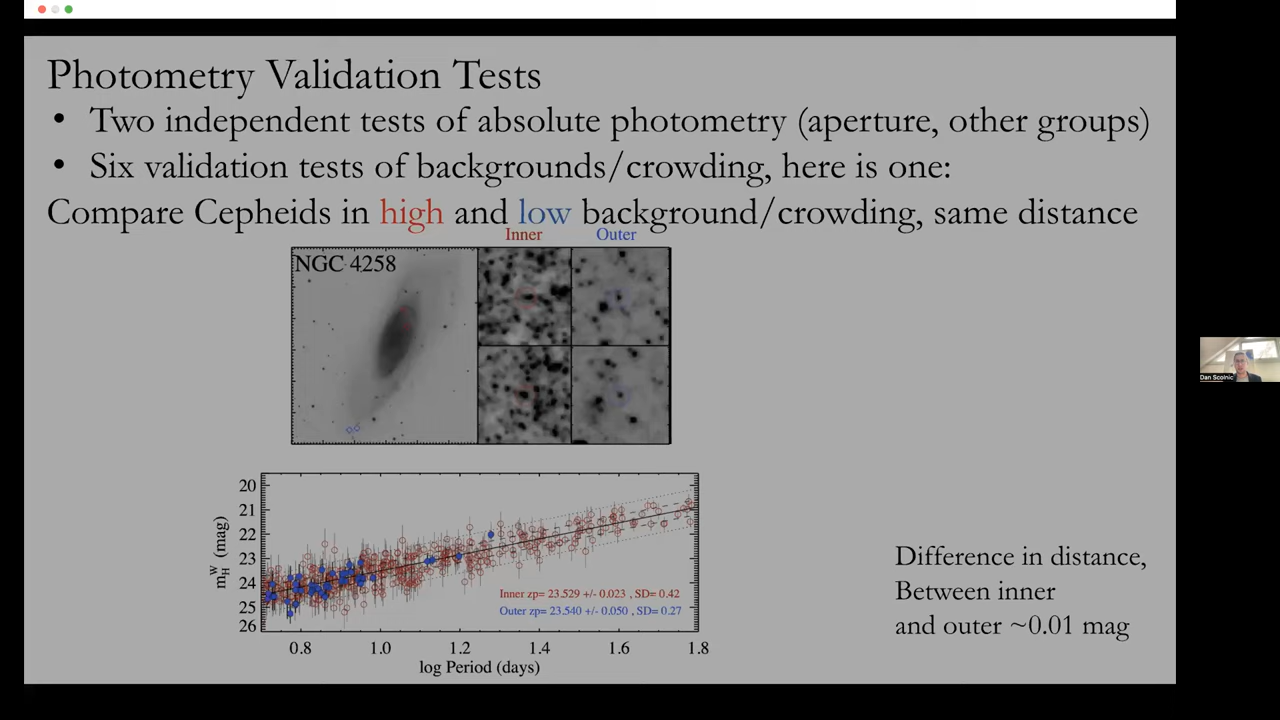 Photometry Validation Tests
• Two independent tests of absolute photometry (aperture, other groups)
• Six validation tests of backgrounds/crowding, here is one:
Compare Cepheids in high and low background/crowding, same distance
Inner Outer
NGC 4258
20
21
22
23
24
25
26
m_H^W (mag)
Inner zp= 23.529 +/- 0.023 , SD= 0.42
Outer zp= 23.540 +/- 0.050 , SD= 0.27
0.8 1.0 1.2 1.4 1.6 1.8
log Period (days)
Difference in distance,
Between inner
and outer ~0.01 mag
Dan Scolnic